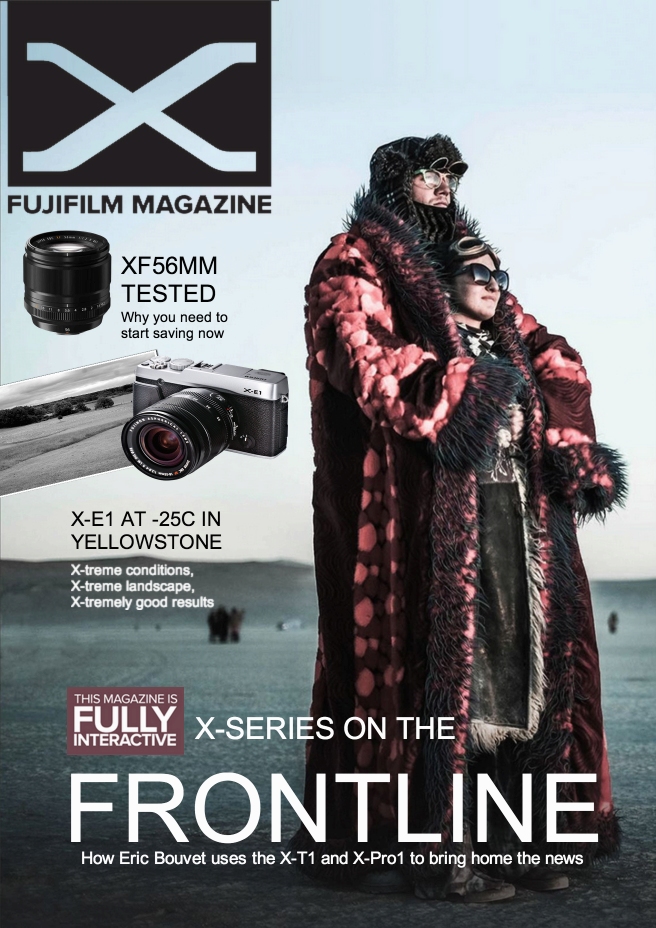 X
FUJIFILM MAGAZINE
XF56MM
TESTED
Why you need to
start saving now
X-E1
X-E1 AT -25C IN
YELLOWSTONE
X-treme conditions,
X-treme landscape,
X-tremely good results
THIS MAGAZINE IS
FULLY
INTERACTIVE
X-SERIES ON THE
FRONTLINE
How Eric Bouvet uses the X-T1 and X-Pro1 to bring home the news